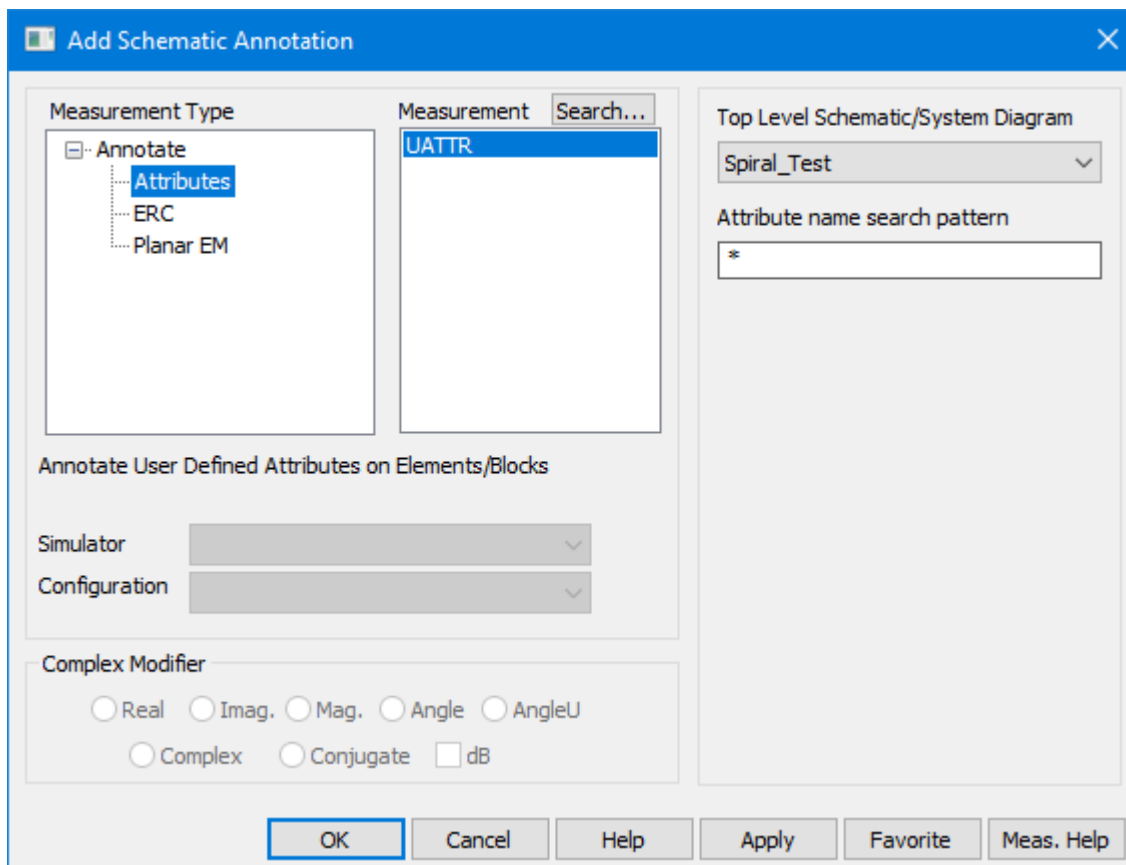 Add Schematic Annotation
Measurement Type
Annotate
Attributes
ERC
Planar EM
Measurement Search...
UATTR
Annotate User Defined Attributes on Elements/Blocks
Simulator
Configuration
Complex Modifier
Real Imag. Mag. Angle AngleU
Complex Conjugate dB
Top Level Schematic/System Diagram
Spiral_Test
Attribute name search pattern
*
OK Cancel Help Apply Favorite Meas. Help